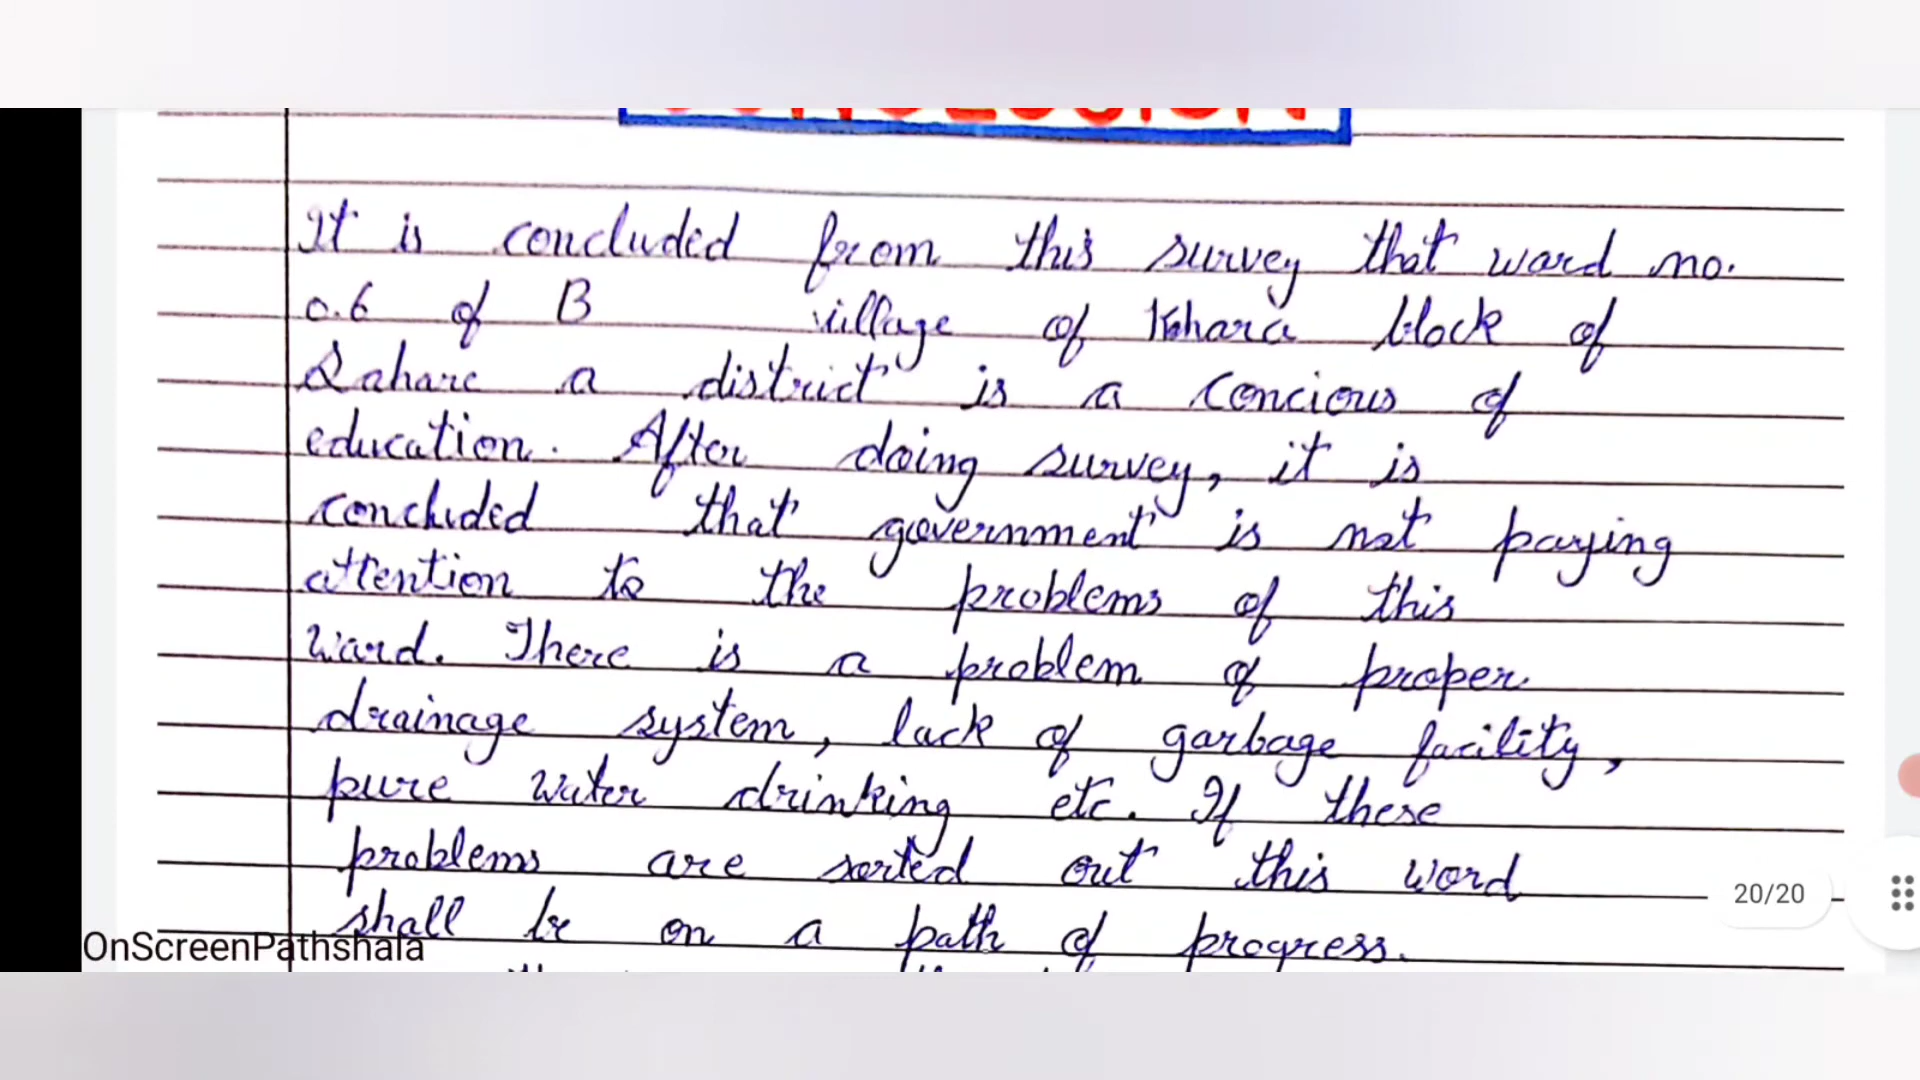 CONCLUSION
It is concluded from this survey that ward no.
0.6 of B village of Kahara block of
Saharc a district is a concious of
education. After doing survey, it is
concluded that government is not paying
attention to the problems of this
ward. There is a problem of proper
drainage system, lack of garbage facility,
pure water drinking etc. If these
problems are sorted out this word
shall be on a path of progress.
20/20
OnScreenPathshala